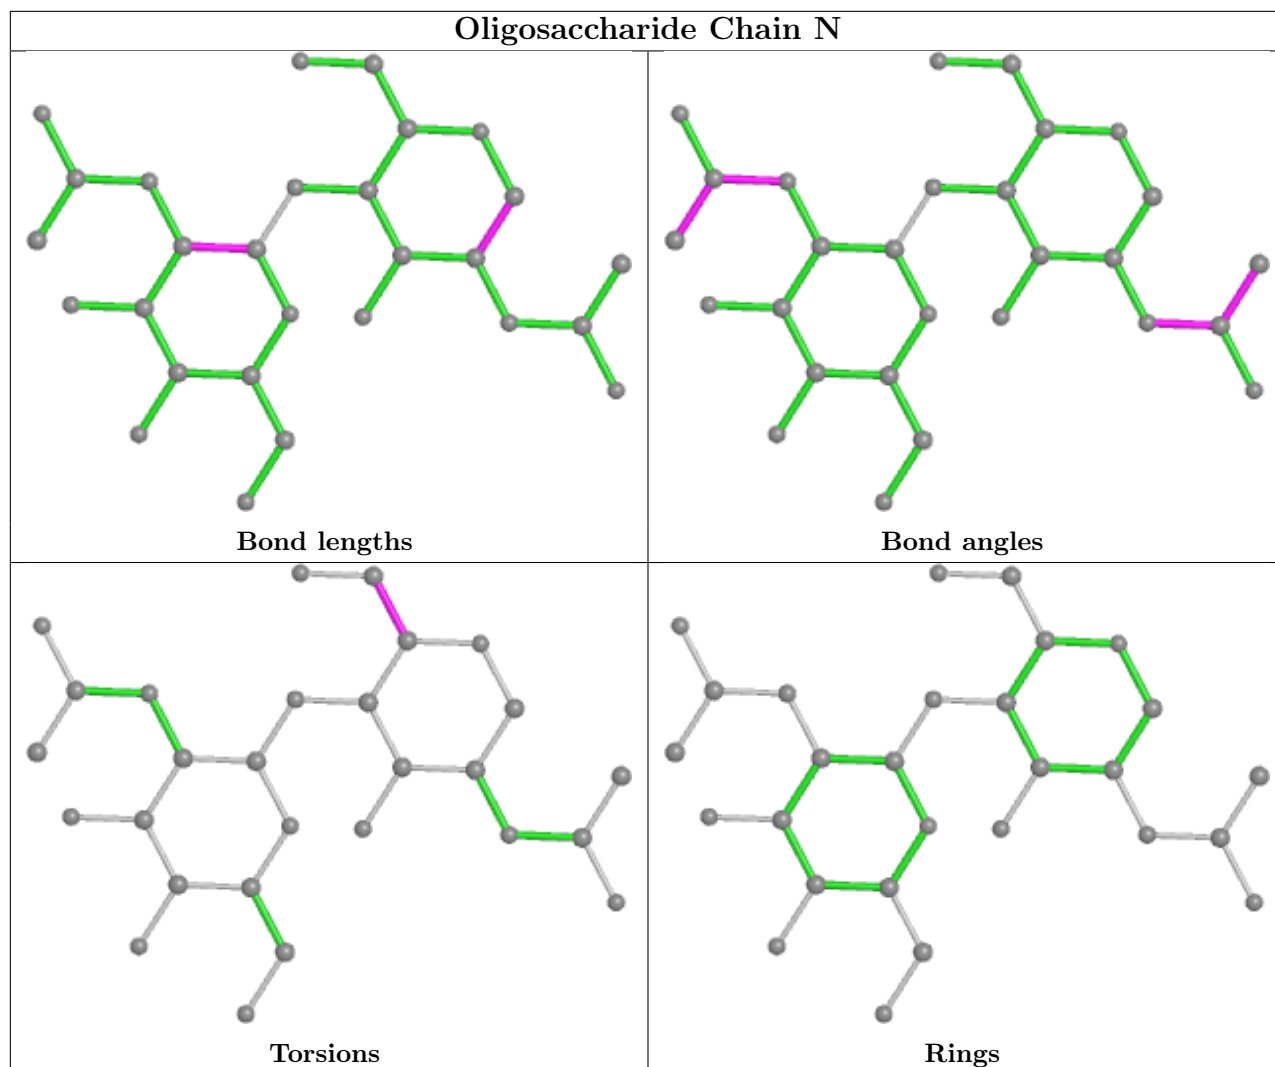 Oligosaccharide Chain N
Bond lengths
Bond angles
Torsions
Rings